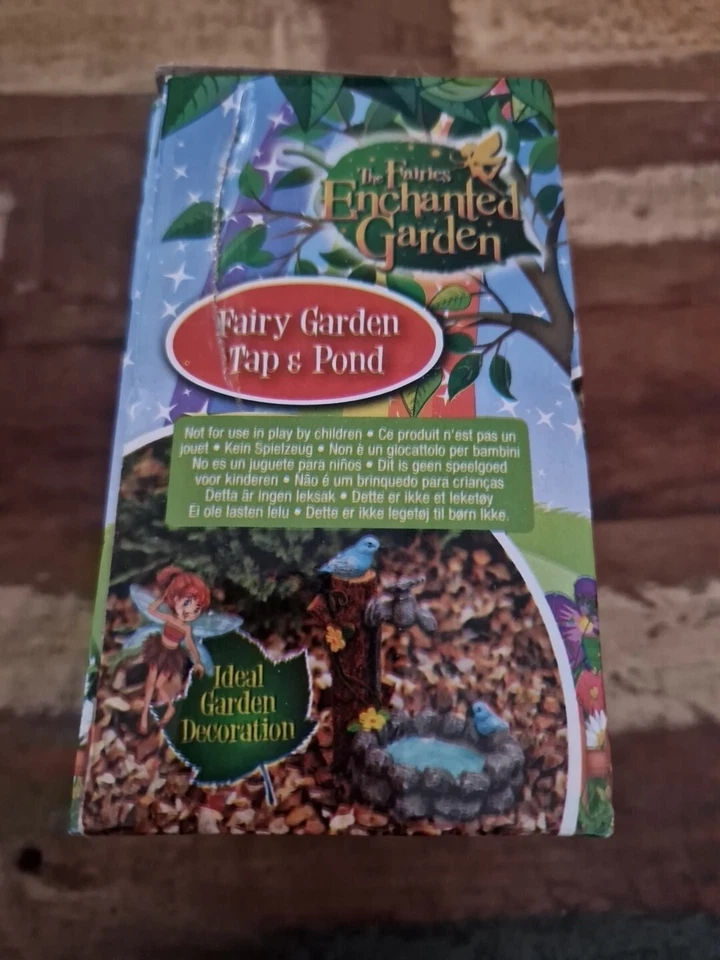 The Fairies
Enchanted
Garden
Fairy Garden
Tap & Pond
Not for use in play by children • Ce produit n'est pas un
jouet • Kein Spielzeug • Non è un giocattolo per bambini
No es un juguete para niños • Dit is geen speelgoed
voor kinderen • Não é um brinquedo para crianças
Detta är ingen leksak • Dette er ikke et leketøy
Ei ole lasten lelu • Dette er ikke legetøj til børn Ikke.
Ideal
Garden
Decoration